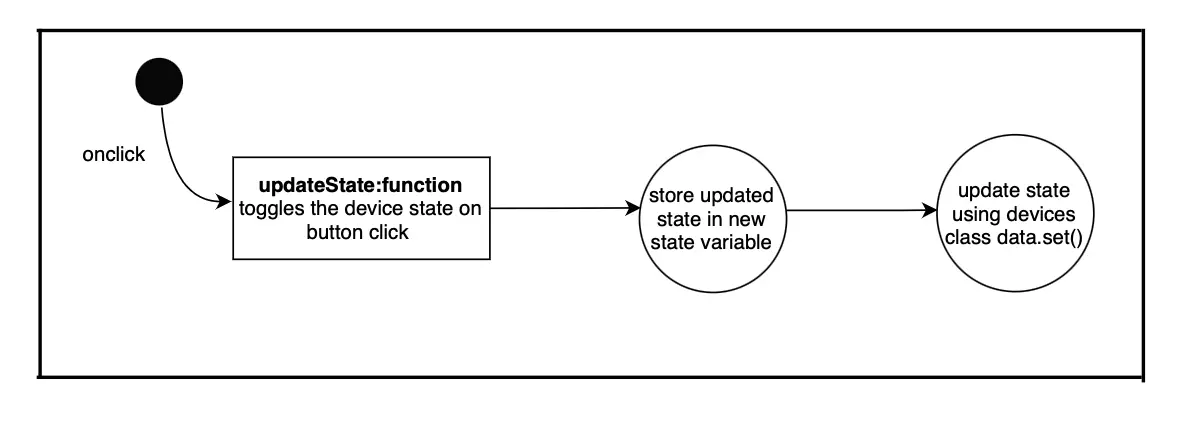 onclick
updateState:function
toggles the device state on
button click
store updated
state in new
state variable
update state
using devices
class data.set()